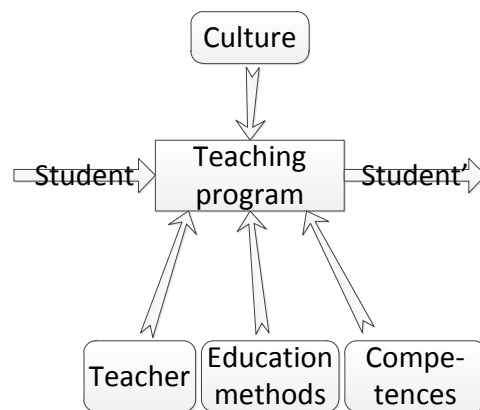 Culture
Student
Teaching
program
Student'
Teacher
Education
methods
Compe-
tences